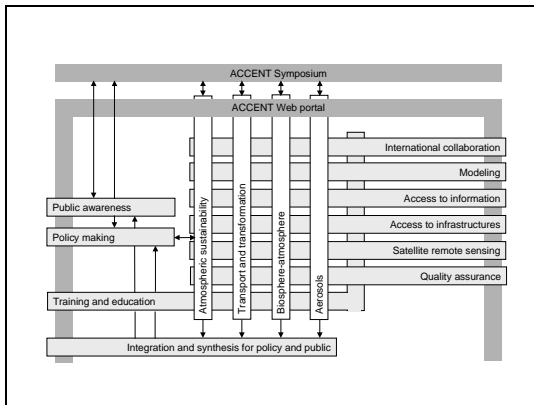 ACCENT Symposium
ACCENT Web portal
International collaboration
Modeling
Access to information
Access to infrastructures
Satellite remote sensing
Quality assurance
Public awareness
Policy making
Training and education
Atmospheric sustainability
Transport and transformation
Biosphere-atmosphere
Aerosols
Integration and synthesis for policy and public